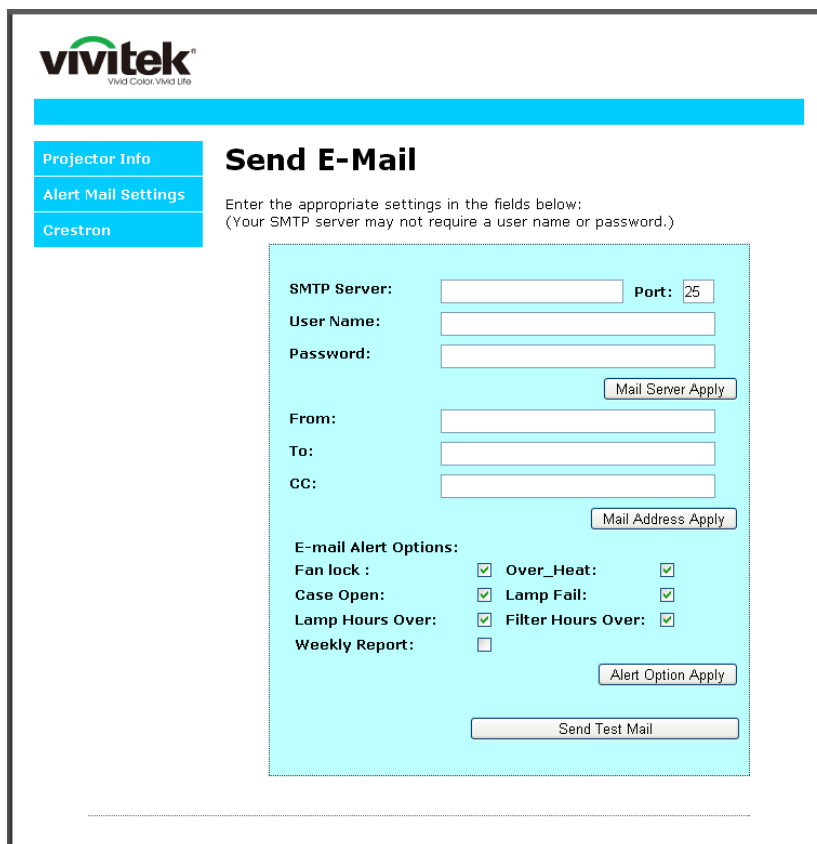 vivitek®
Vivid Color, Vivid Life
Projector Info
Alert Mail Settings
Crestron
Send E-Mail
Enter the appropriate settings in the fields below:
(Your SMTP server may not require a user name or password.)
SMTP Server: Port: 25
User Name:
Password:
Mail Server Apply
From:
To:
CC:
Mail Address Apply
E-mail Alert Options:
Fan lock : Over_Heat:
Case Open: Lamp Fail:
Lamp Hours Over: Filter Hours Over:
Weekly Report:
Alert Option Apply
Send Test Mail